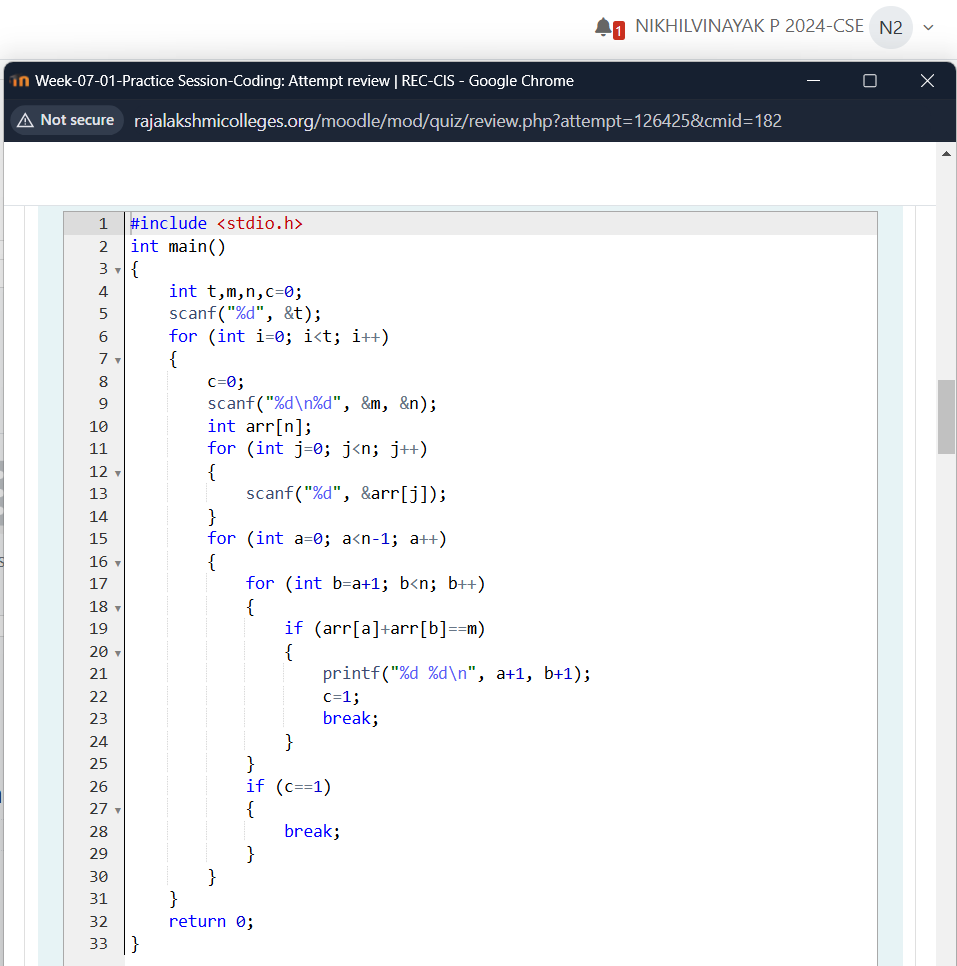 1 NIKHILVINAYAK P 2024-CSE N2
Week-07-01-Practice Session-Coding: Attempt review | REC-CIS - Google Chrome
Not secure rajalakshmicolleges.org/moodle/mod/quiz/review.php?attempt=126425&cmid=182
1 #include <stdio.h>
2 int main()
3 {
4     int t,m,n,c=0;
5     scanf("%d", &t);
6     for (int i=0; i<t; i++)
7     {
8         c=0;
9         scanf("%d\n%d", &m, &n);
10         int arr[n];
11         for (int j=0; j<n; j++)
12         {
13             scanf("%d", &arr[j]);
14         }
15         for (int a=0; a<n-1; a++)
16         {
17             for (int b=a+1; b<n; b++)
18             {
19                 if (arr[a]+arr[b]==m)
20                 {
21                     printf("%d %d\n", a+1, b+1);
22                     c=1;
23                     break;
24                 }
25             }
26             if (c==1)
27             {
28                 break;
29             }
30         }
31     }
32     return 0;
33 }